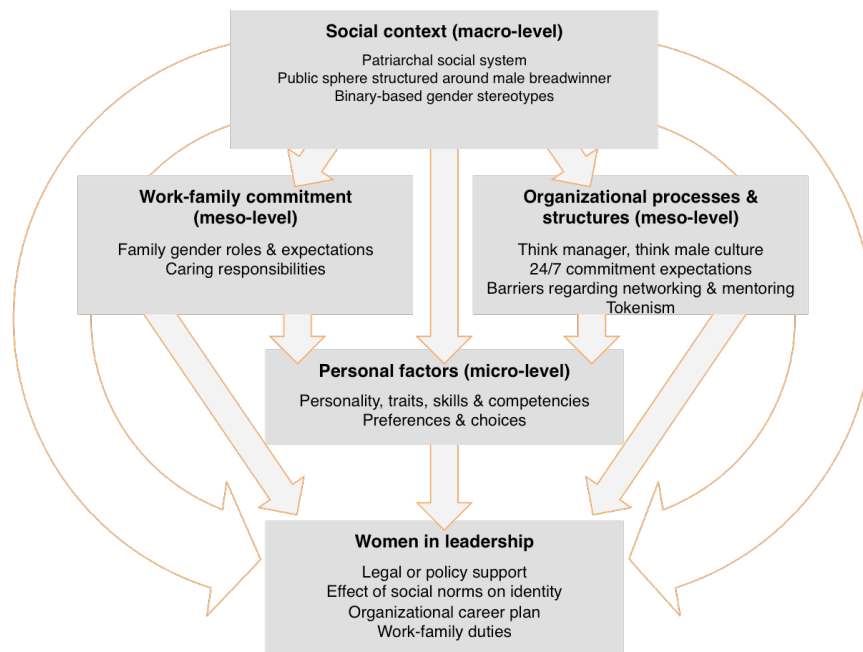 Social context (macro-level)
Patriarchal social system
Public sphere structured around male breadwinner
Binary-based gender stereotypes
Work-family commitment
(meso-level)
Family gender roles & expectations
Caring responsibilities
Organizational processes &
structures (meso-level)
Think manager, think male culture
24/7 commitment expectations
Barriers regarding networking & mentoring
Tokenism
Personal factors (micro-level)
Personality, traits, skills & competencies
Preferences & choices
Women in leadership
Legal or policy support
Effect of social norms on identity
Organizational career plan
Work-family duties